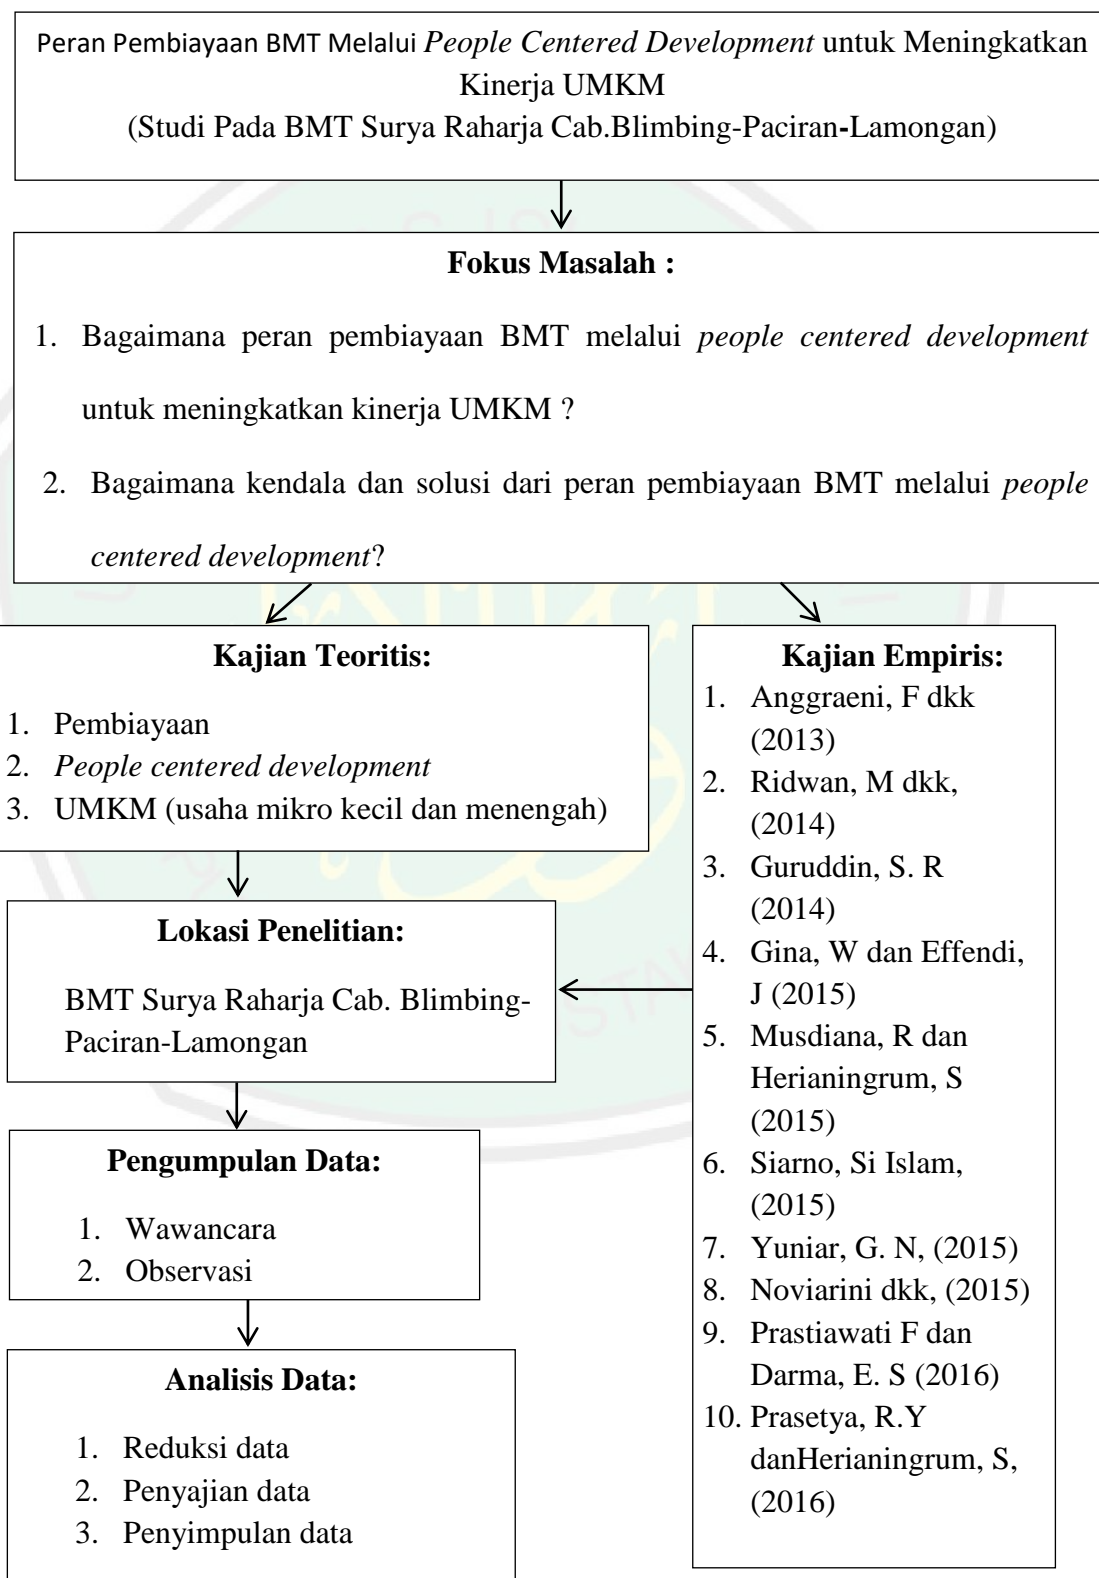 Peran Pembiayaan BMT Melalui People Centered Development untuk Meningkatkan
Kinerja UMKM
(Studi Pada BMT Surya Raharja Cab.Blimbing-Paciran-Lamongan)
Fokus Masalah :
1. Bagaimana peran pembiayaan BMT melalui people centered development
untuk meningkatkan kinerja UMKM ?
2. Bagaimana kendala dan solusi dari peran pembiayaan BMT melalui people
centered development?
Kajian Teoritis:
1. Pembiayaan
2. People centered development
3. UMKM (usaha mikro kecil dan menengah)
Kajian Empiris:
1. Anggraeni, F dkk
(2013)
2. Ridwan, M dkk,
(2014)
3. Guruddin, S. R
(2014)
4. Gina, W dan Effendi,
J (2015)
5. Musdiana, R dan
Herianingrum, S
(2015)
6. Siarno, Si Islam,
(2015)
7. Yuniar, G. N, (2015)
8. Noviarini dkk, (2015)
9. Prastiawati F dan
Darma, E. S (2016)
10. Prasetya, R.Y
danHerianingrum, S,
(2016)
Lokasi Penelitian:
BMT Surya Raharja Cab. Blimbing-
Paciran-Lamongan
Pengumpulan Data:
1. Wawancara
2. Observasi
Analisis Data:
1. Reduksi data
2. Penyajian data
3. Penyimpulan data